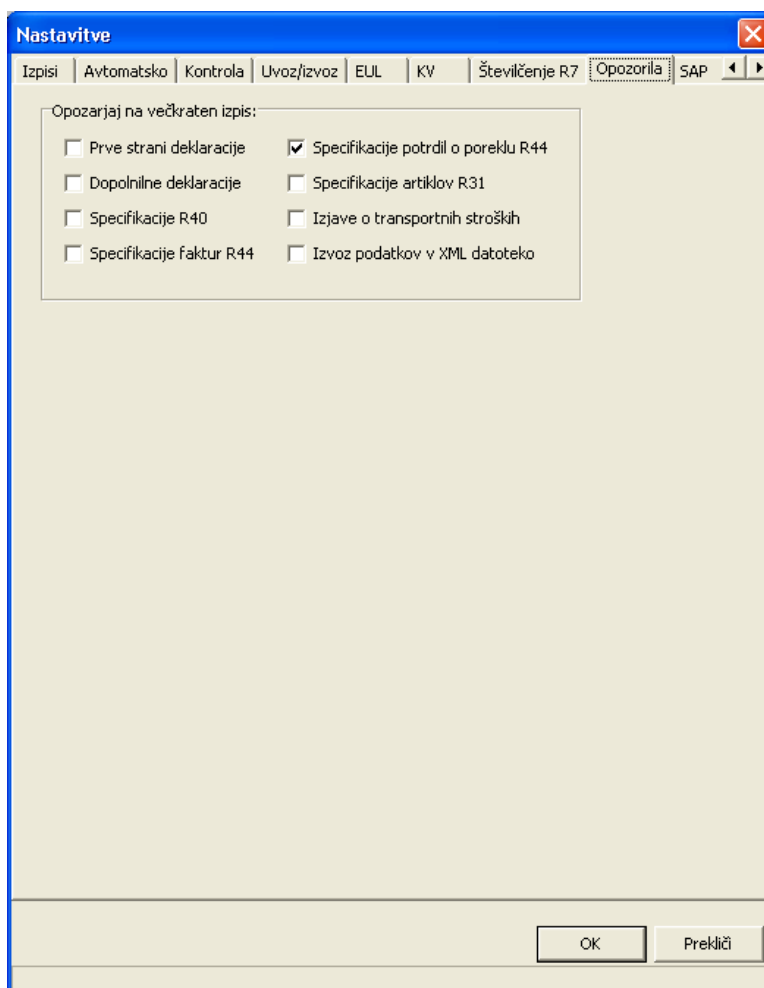 Nastavitve
Izpisi Avtomatsko Kontrola Uvoz/izvoz EUL KV Številčenje R7 Opozorila SAP
Opozarjaj na večkraten izpis:
Prve strani deklaracije Specifikacije potrdil o poreklu R44
Dopolnilne deklaracije Specifikacije artiklov R31
Specifikacije R40 Izjave o transportnih stroških
Specifikacije faktur R44 Izvoz podatkov v XML datoteko
OK Prekliči